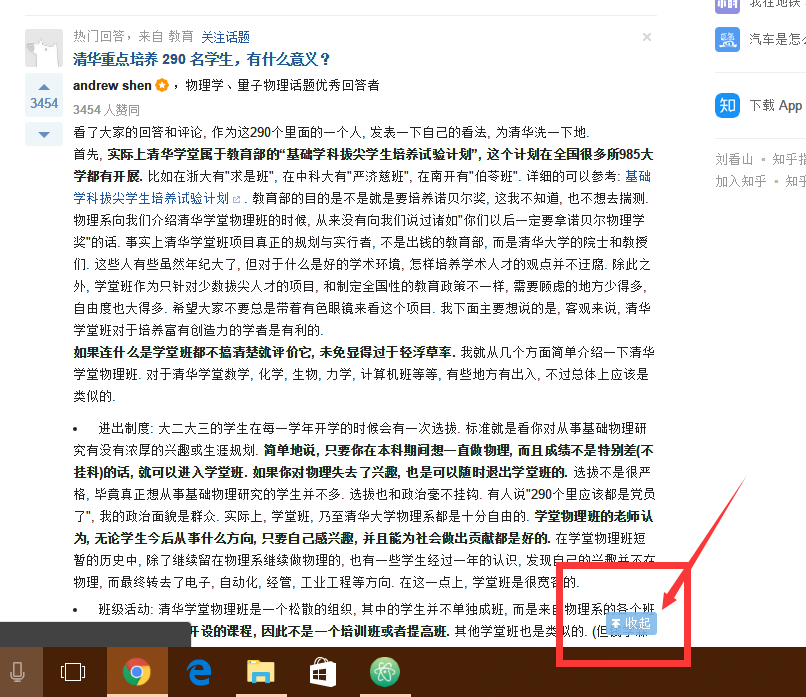 热门回答，来自 教育 关注话题
清华重点培养 290 名学生，有什么意义？
andrew shen ，物理学、量子物理话题优秀回答者
3454
3454 人赞同
看了大家的回答和评论, 作为这290个里面的一个人, 发表一下自己的看法, 为清华洗一下地.
首先, 实际上清华学堂属于教育部的“基础学科拔尖学生培养试验计划”, 这个计划在全国很多所985大
学都有开展. 比如在浙大有"求是班", 在中科大有"严济慈班", 在南开有"伯苓班". 详细的可以参考: 基础
学科拔尖学生培养试验计划 . 教育部的目的是不是就是要培养诺贝尔奖, 这我不知道, 也不想去揣测.
物理系向我们介绍清华学堂物理班的时候, 从来没有向我们说过诸如"你们以后一定要拿诺贝尔物理学
奖"的话. 事实上清华学堂班项目真正的规划与实行者, 不是出钱的教育部, 而是清华大学的院士和教授
们. 这些人有些虽然年纪大了, 但对于什么是好的学术环境, 怎样培养学术人才的观点并不迂腐. 除此之
外, 学堂班作为只针对少数拔尖人才的项目, 和制定全国性的教育政策不一样, 需要顾虑的地方少得多,
自由度也大得多. 希望大家不要总是带着有色眼镜来看这个项目. 我下面主要想说的是, 客观来说, 清华
学堂班对于培养富有创造力的学者是有利的.
如果连什么是学堂班都不搞清楚就评价它, 未免显得过于轻浮草率. 我就从几个方面简单介绍一下清华
学堂物理班. 对于清华学堂数学, 化学, 生物, 力学, 计算机班等等, 有些地方有出入, 不过总体上应该是
类似的.
• 进出制度: 大二大三的学生在每一学年开学的时候会有一次选拔. 标准就是看你对从事基础物理研
究有没有浓厚的兴趣或生涯规划. 简单地说, 只要你在本科期间想一直做物理, 而且成绩不是特别差(不
挂科)的话, 就可以进入学堂班. 如果你对物理失去了兴趣, 也是可以随时退出学堂班的. 选拔不是很严
格, 毕竟真正想从事基础物理研究的学生并不多. 选拔也和政治毫不挂钩. 有人说"290个里应该都是党员
了", 我的政治面貌是群众. 实际上, 学堂班, 乃至清华大学物理系都是十分自由的. 学堂物理班的老师认
为, 无论学生今后从事什么方向, 只要自己感兴趣, 并且能为社会做出贡献都是好的. 在学堂物理班短
暂的历史中, 除了继续留在物理系继续做物理的, 也有一些学生经过一年的认识, 发现自己的兴趣并不在
物理, 而最终转去了电子, 自动化, 经管, 工业工程等方向. 在这一点上, 学堂班是很宽容的.
• 班级活动: 清华学堂物理班是一个松散的组织, 其中的学生并不单独成班, 而是来自物理系的各个班
开设的课程, 因此不是一个培训班或者提高班. 其他学堂班也是类似的. (但
收起
我在地铁
汽车是怎么
知 下载 App
刘看山 • 知乎指
加入知乎 • 知乎